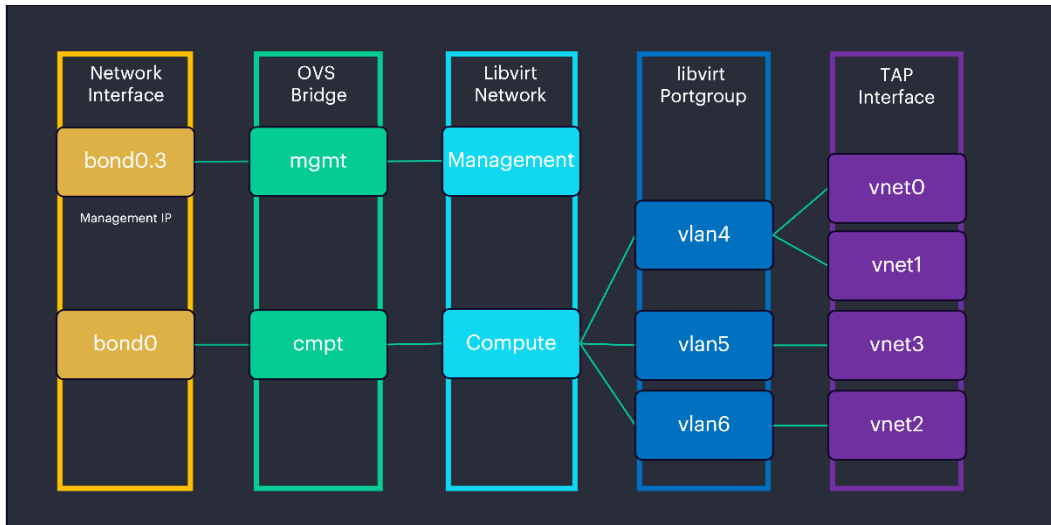 Network
Interface
OVS
Bridge
Libvirt
Network
libvirt
Portgroup
TAP
Interface
bond0.3
mgmt
Management
vnet0
Management IP
vlan4
vnet1
bond0
cmpt
Compute
vlan5
vnet3
vlan6
vnet2